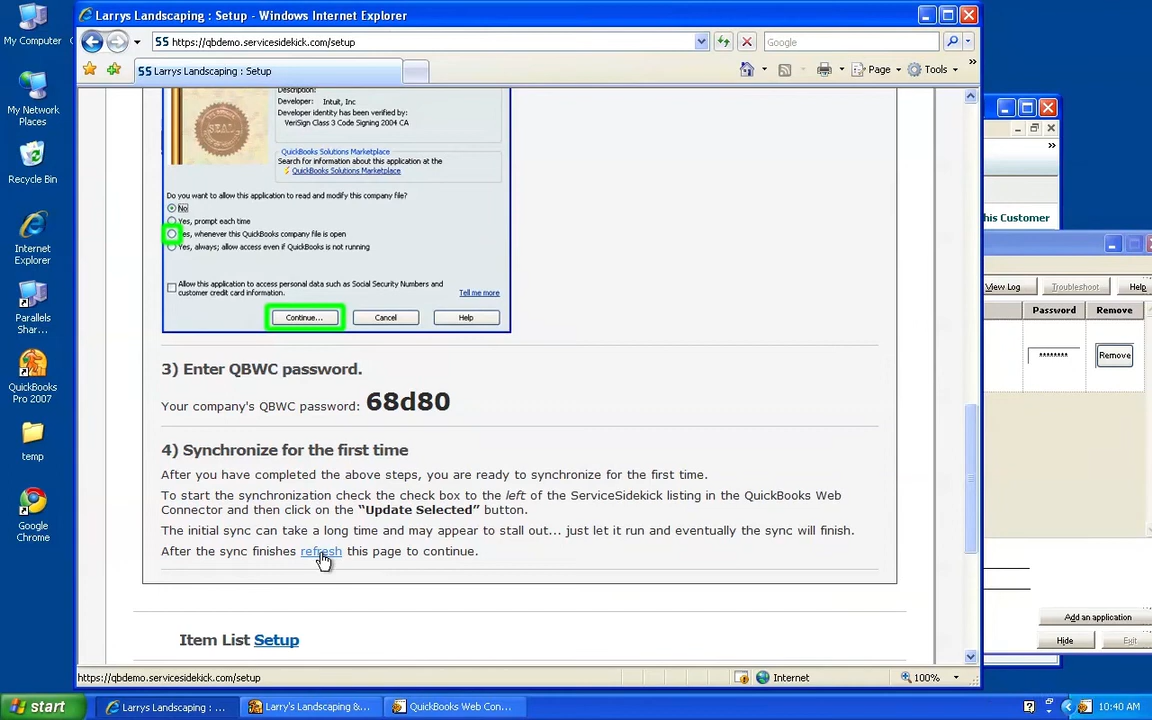 Larrys Landscaping : Setup - Windows Internet Explorer
https://qbdemo.servicesidekick.com/setup
Google
Larrys Landscaping : Setup
Page
Tools
My Computer
My Network Places
Recycle Bin
Internet Explorer
Parallels Shar...
QuickBooks Pro 2007
temp
Google Chrome
Description:
Developer: Intuit, Inc
Developer identity has been verified by:
VeriSign Class 3 Code Signing 2004 CA
SEAL
QuickBooks Solutions Marketplace
Search for information about this application at the
QuickBooks Solutions Marketplace
Do you want to allow this application to read and modify this company file?
No
Yes, prompt each time
Yes, whenever this QuickBooks company file is open
Yes, always; allow access even if QuickBooks is not running
Allow this application to access personal data such as Social Security Numbers and
customer credit card information.
Tell me more
Continue...
Cancel
Help
3) Enter QBWC password.
Your company's QBWC password: 68d80
4) Synchronize for the first time
After you have completed the above steps, you are ready to synchronize for the first time.
To start the synchronization check the check box to the left of the ServiceSidekick listing in the QuickBooks Web
Connector and then click on the “Update Selected” button.
The initial sync can take a long time and may appear to stall out... just let it run and eventually the sync will finish.
After the sync finishes refresh this page to continue.
Item List Setup
https://qbdemo.servicesidekick.com/setup
Internet
100%
his Customer
View Log
Troubleshoot
Help
Password
Remove
********
Remove
Add an application
Hide
Exit
start
Larrys Landscaping : ...
Larry's Landscaping &...
QuickBooks Web Con...
10:40 AM